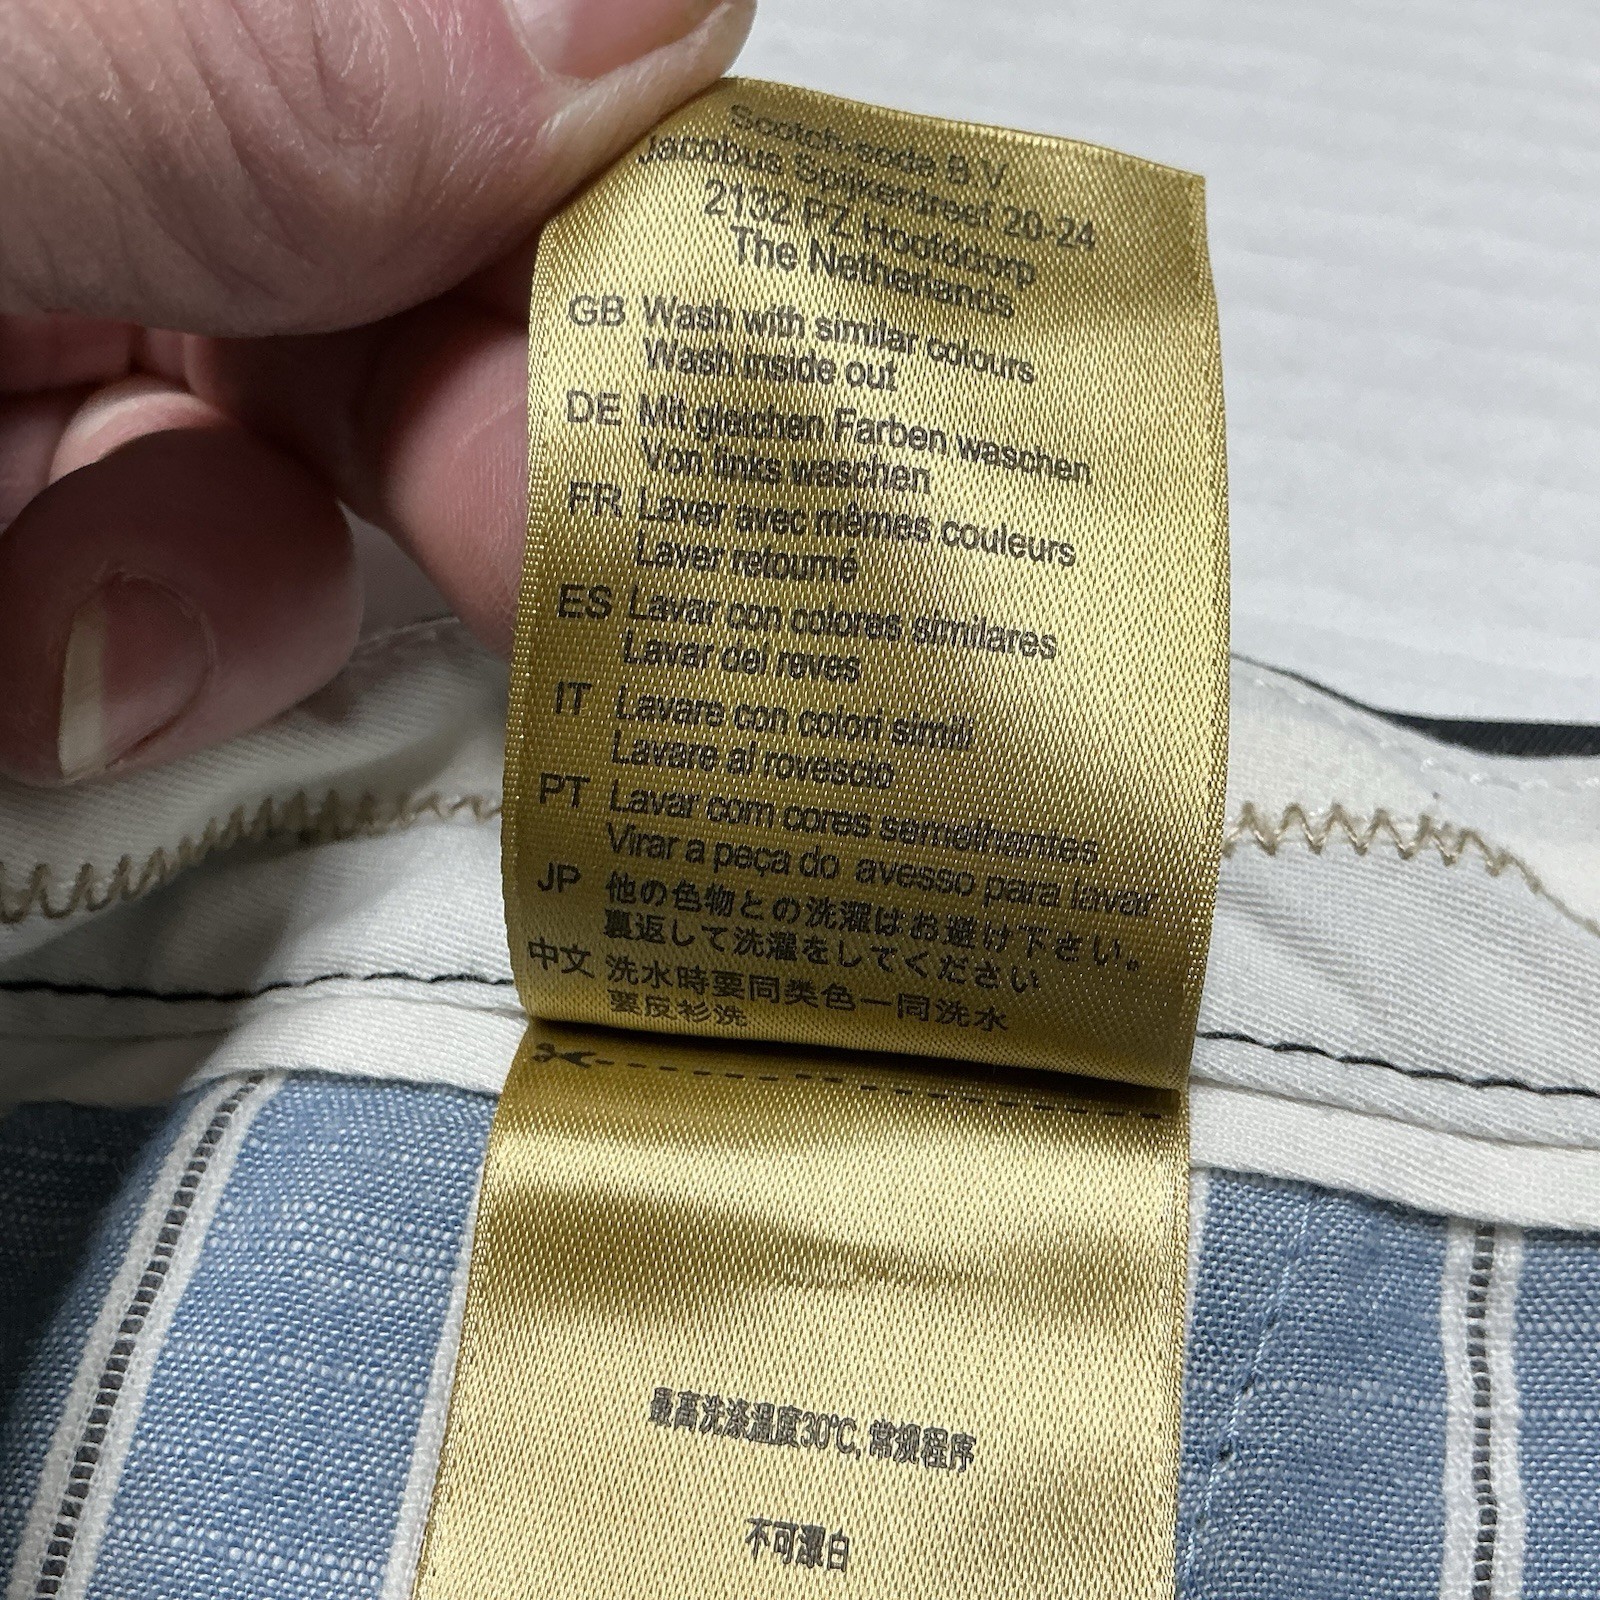 Scotch-soda B.V.
Jacobus Spijkerdreef 20-24
2132 PZ Hoofddorp
The Netherlands
GB Wash with similar colours
Wash inside out
DE Mit gleichen Farben waschen
Von links waschen
FR Laver avec mêmes couleurs
Laver retourné
ES Lavar con colores similares
Lavar del reves
IT Lavare con colori simili
Lavare al rovescio
PT Lavar com cores semelhantes
Virar a peça do avesso para lavar
JP 他の色物との洗濯はお避け下さい。
裏返して洗濯をしてください
中文 洗水時要同类色一同洗水
要反衫洗
最高洗涤温度30℃, 常规程序
不可漂白